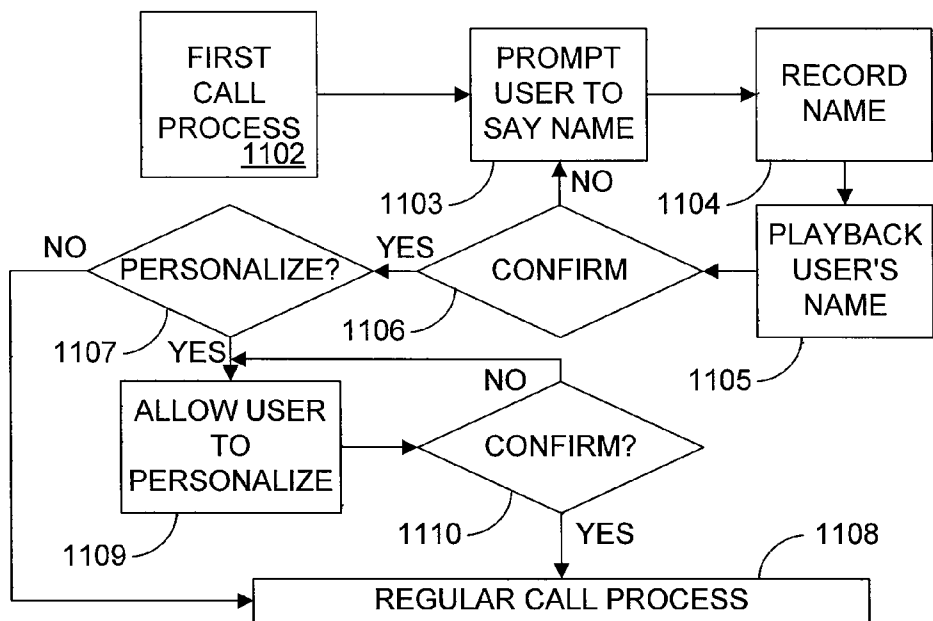 FIRST
CALL
PROCESS
1102
PROMPT
USER TO
SAY NAME
1103
RECORD
NAME
1104
PLAYBACK
USER'S
NAME
1105
CONFIRM
1106
NO
YES
PERSONALIZE?
1107
NO
YES
ALLOW USER
TO
PERSONALIZE
1109
CONFIRM?
1110
NO
YES
REGULAR CALL PROCESS
1108